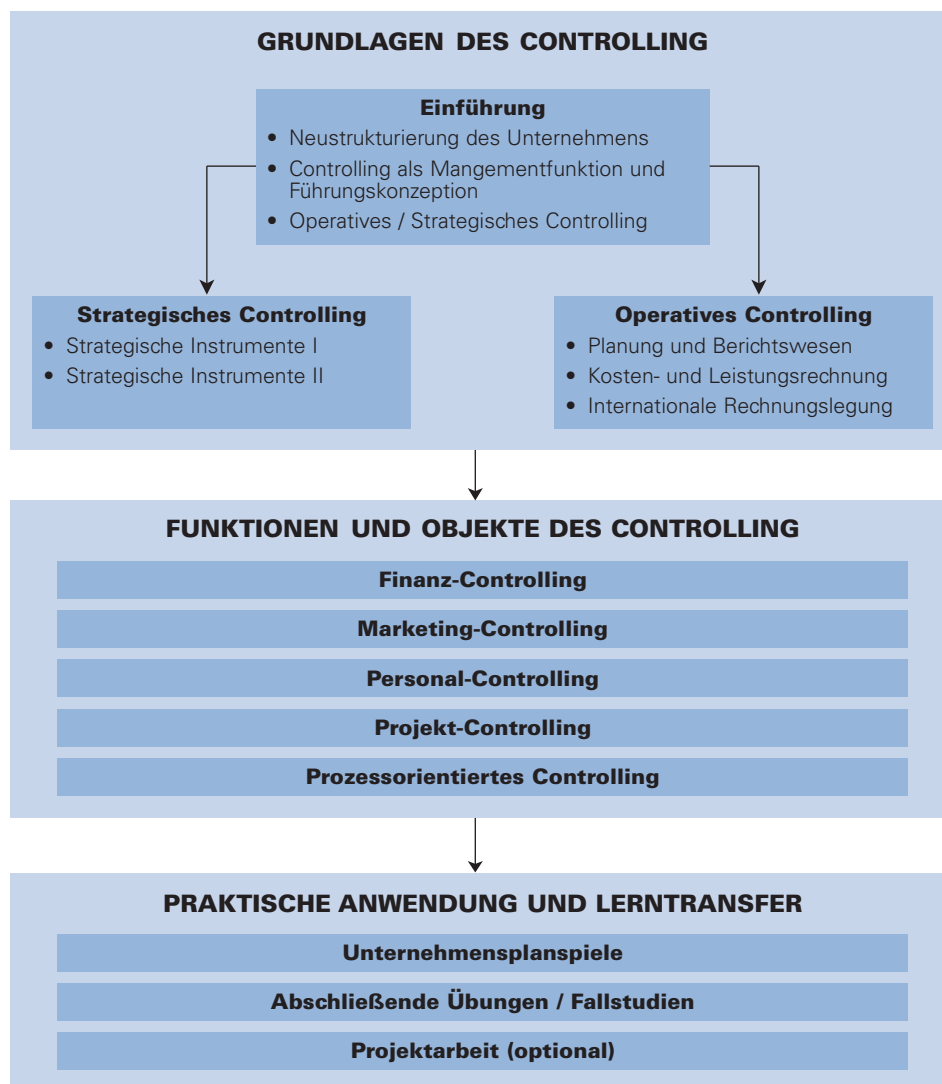 GRUNDLAGEN DES CONTROLLING
Einführung
• Neustrukturierung des Unternehmens
• Controlling als Mangementfunktion und
Führungskonzeption
• Operatives / Strategisches Controlling
Strategisches Controlling
• Strategische Instrumente I
• Strategische Instrumente II
Operatives Controlling
• Planung und Berichtswesen
• Kosten- und Leistungsrechnung
• Internationale Rechnungslegung
FUNKTIONEN UND OBJEKTE DES CONTROLLING
Finanz-Controlling
Marketing-Controlling
Personal-Controlling
Projekt-Controlling
Prozessorientiertes Controlling
PRAKTISCHE ANWENDUNG UND LERNTRANSFER
Unternehmensplanspiele
Abschließende Übungen / Fallstudien
Projektarbeit (optional)